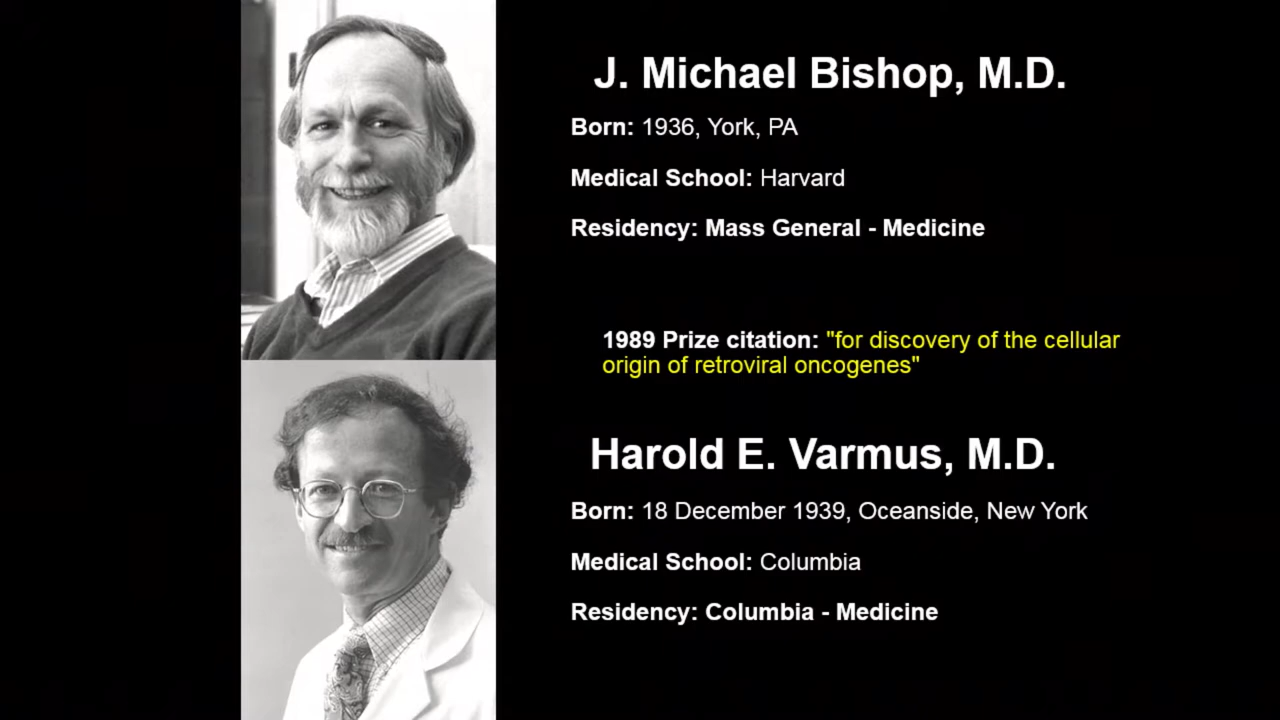 J. Michael Bishop, M.D.
Born: 1936, York, PA
Medical School: Harvard
Residency: Mass General - Medicine
1989 Prize citation: "for discovery of the cellular
origin of retroviral oncogenes"
Harold E. Varmus, M.D.
Born: 18 December 1939, Oceanside, New York
Medical School: Columbia
Residency: Columbia - Medicine